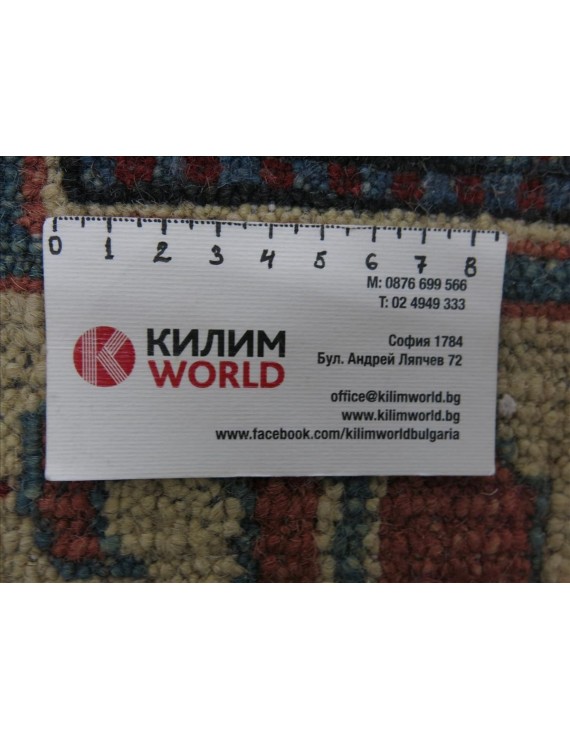 0 1 2 3 4 5 6 7 8
M: 0876 699 566
T: 02 4949 333
КИЛИМ
WORLD
София 1784
Бул. Андрей Ляпчев 72
office@kilimworld.bg
www.kilimworld.bg
www.facebook.com/kilimworldbulgaria